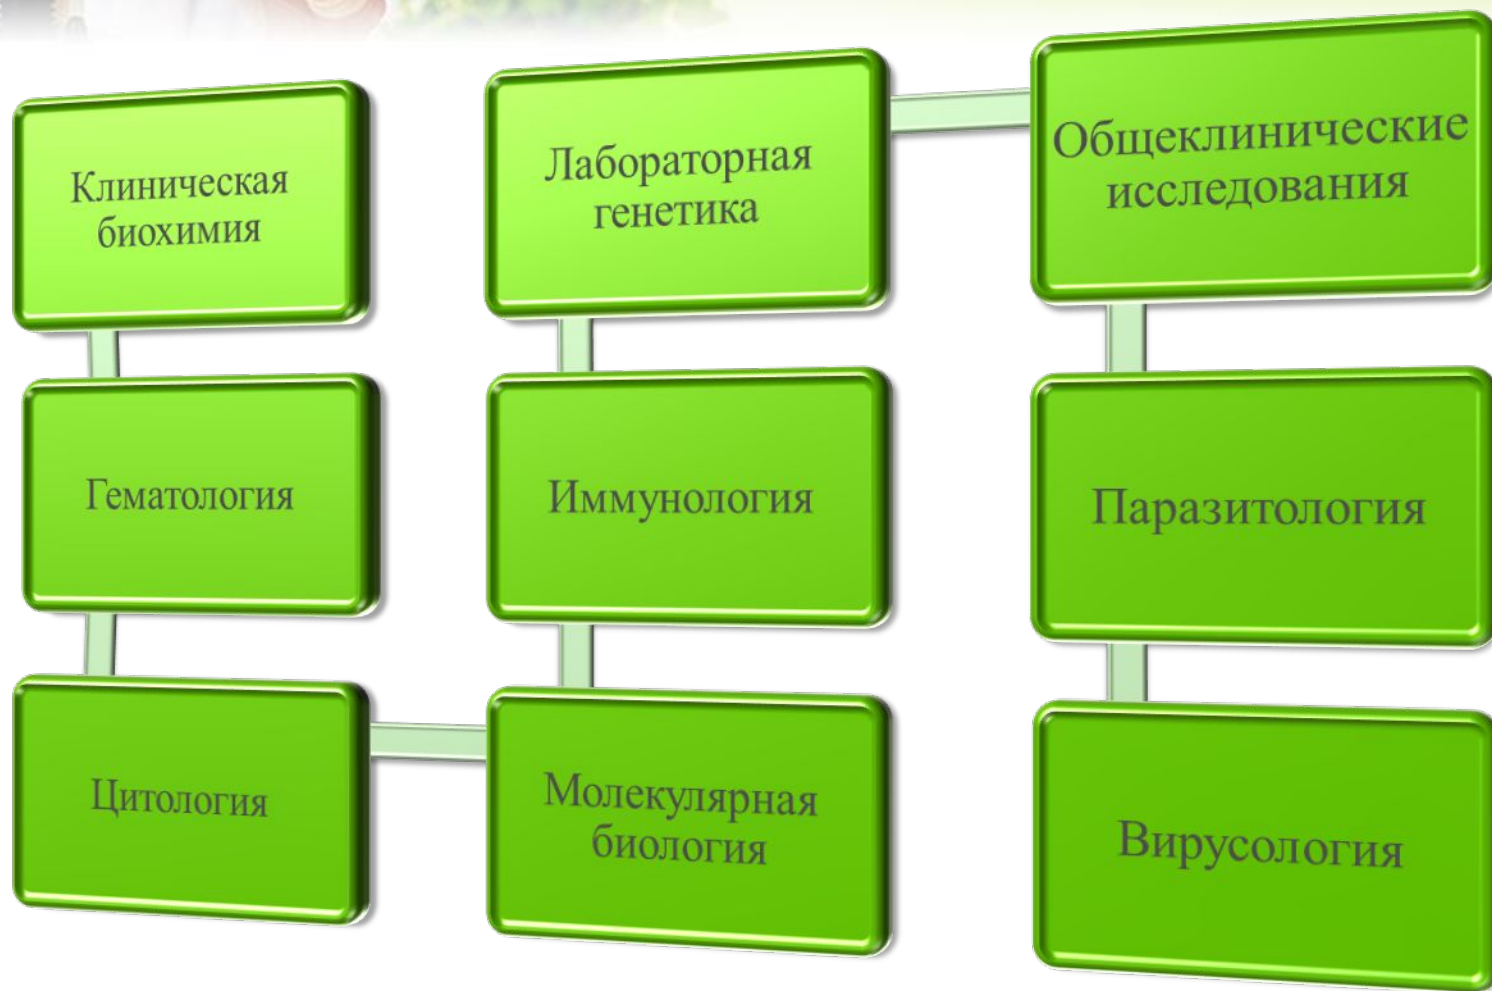 Клиническая
биохимия
Гематология
Цитология
Молекулярная
биология
Иммунология
Лабораторная
генетика
Общеклинические
исследования
Паразитология
Вирусология